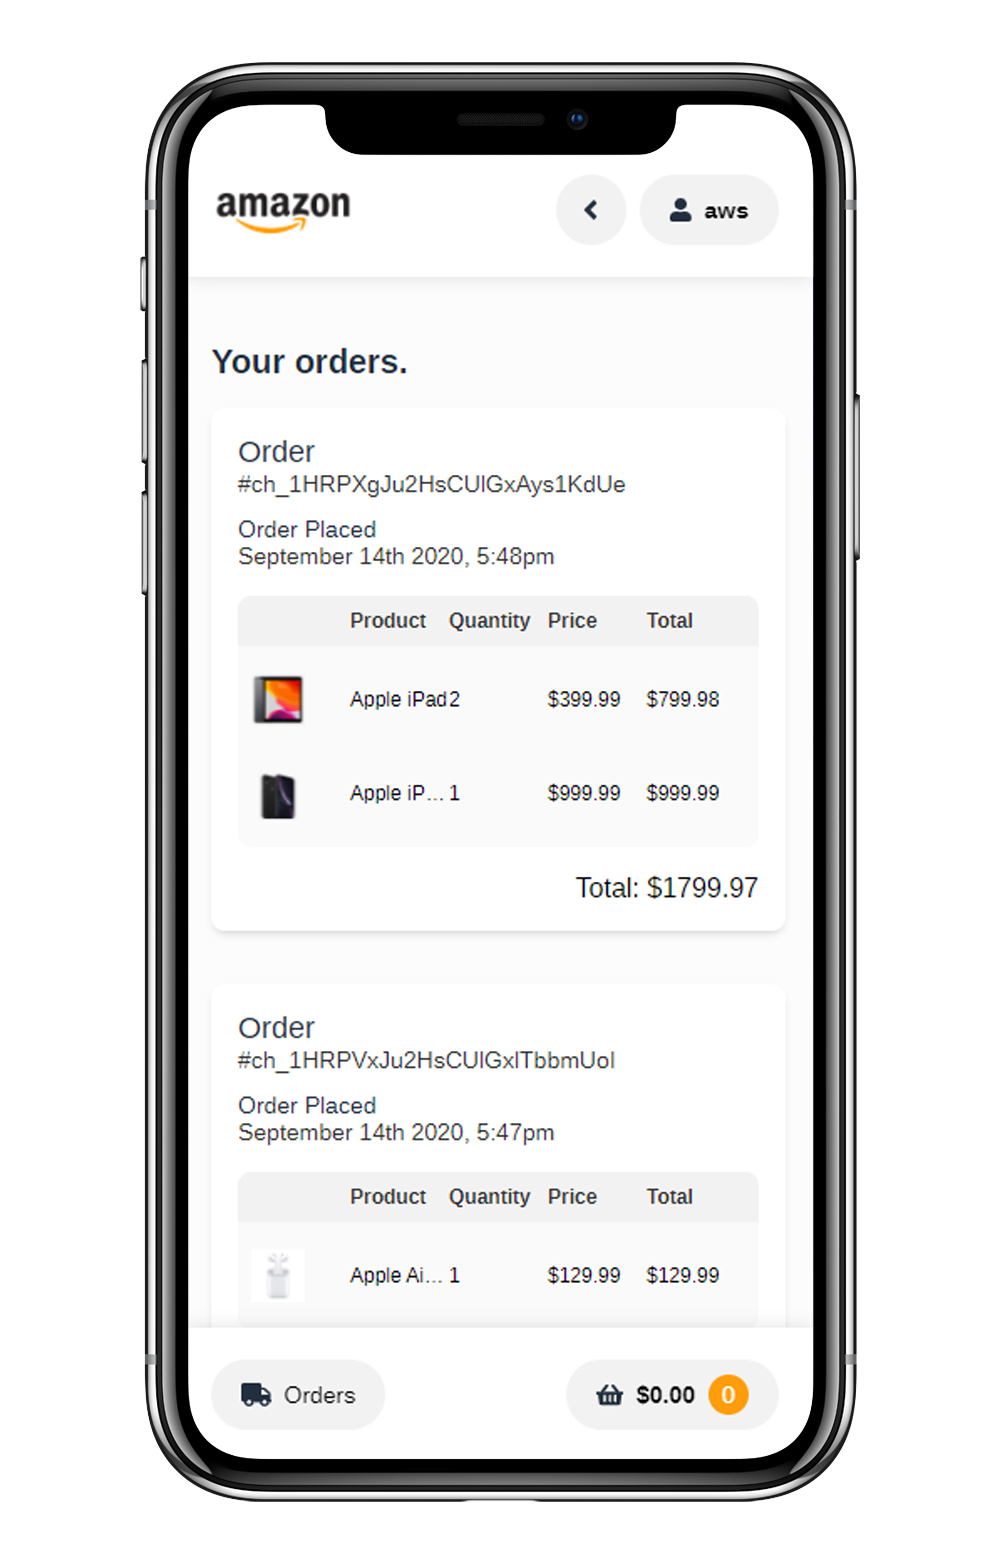 amazon
aws
Your orders.
Order
#ch_1HRPXgJu2HsCUIGxAys1KdUe
Order Placed
September 14th 2020, 5:48pm
Product Quantity Price Total
Apple iPad 2 $399.99 $799.98
Apple iP... 1 $999.99 $999.99
Total: $1799.97
Order
#ch_1HRPVxJu2HsCUIGxITbbmUol
Order Placed
September 14th 2020, 5:47pm
Product Quantity Price Total
Apple Ai... 1 $129.99 $129.99
Orders $0.00 0